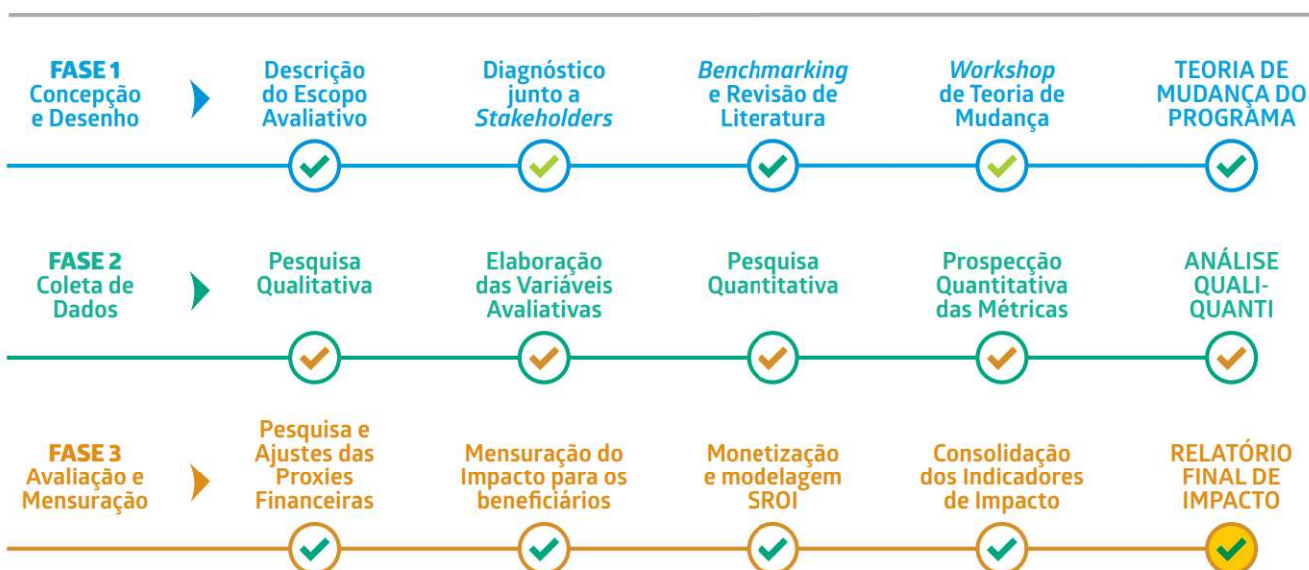 FASE 1
Concepção
e Desenho
Descrição
do Escopo
Avaliativo
Diagnóstico
junto a
Stakeholders
Benchmarking
e Revisão de
Literatura
Workshop
de Teoria de
Mudança
TEORIA DE
MUDANÇA DO
PROGRAMA
FASE 2
Coleta de
Dados
Pesquisa
Qualitativa
Elaboração
das Variáveis
Avaliativas
Pesquisa
Quantitativa
Prospecção
Quantitativa
das Métricas
ANÁLISE
QUALI-
QUANTI
FASE 3
Avaliação e
Mensuração
Pesquisa e
Ajustes das
Proxies
Financeiras
Mensuração do
Impacto para os
beneficiários
Monetização
e modelagem
SROI
Consolidação
dos Indicadores
de Impacto
RELATÓRIO
FINAL DE
IMPACTO